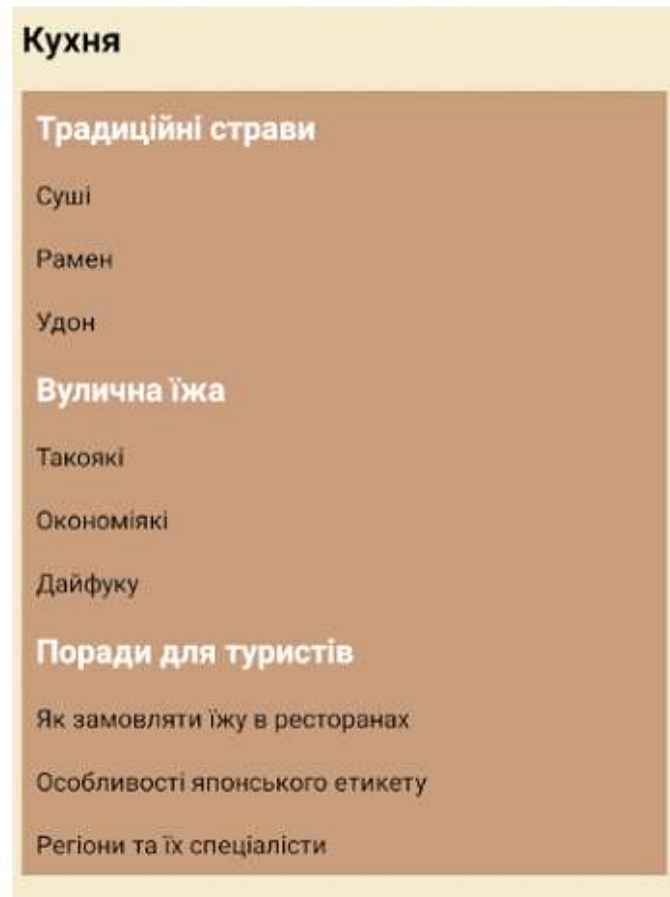 Кухня
Традиційні страви
Суші
Рамен
Удон
Вулична їжа
Такоякі
Окономіякі
Дайфуку
Поради для туристів
Як замовляти їжу в ресторанах
Особливості японського етикету
Регіони та їх спеціалісти